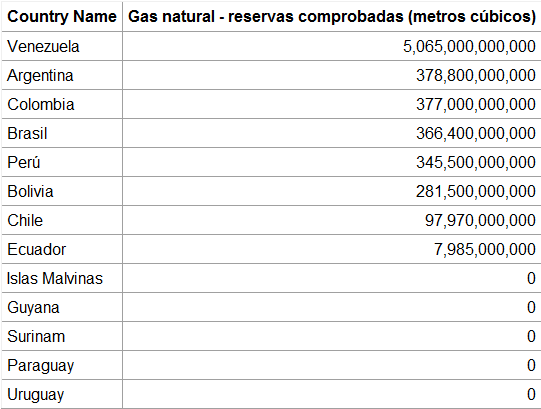 Country Name Gas natural - reservas comprobadas (metros cúbicos)
Venezuela 5,065,000,000,000
Argentina 378,800,000,000
Colombia 377,000,000,000
Brasil 366,400,000,000
Perú 345,500,000,000
Bolivia 281,500,000,000
Chile 97,970,000,000
Ecuador 7,985,000,000
Islas Malvinas 0
Guyana 0
Surinam 0
Paraguay 0
Uruguay 0